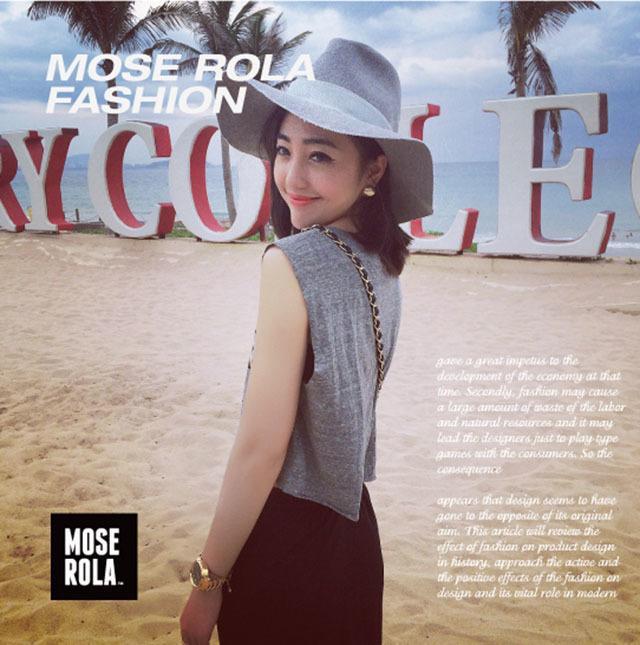 MOSE ROLA
FASHION
RYCO LEG
gave a great impetus to the
development of the economy at that
time. Secondly, fashion may cause
a large amount of waste of the labor
and natural resources and it may
lead the designers just to play type
games with the consumers. So the
consequence
appears that design seems to have
gone to the opposite of its original
aim. This article will review the
effect of fashion on product design
in history, approach the active and
the positive effects of the fashion on
design and its vital role in modern
MOSE
ROLA.™